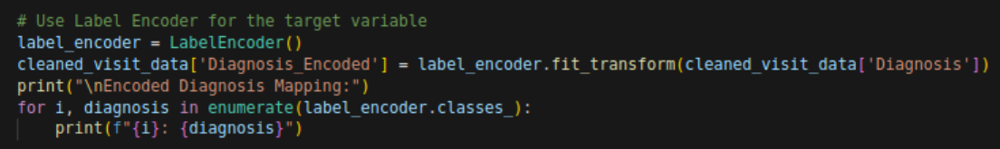 # Use Label Encoder for the target variable
label_encoder = LabelEncoder()
cleaned_visit_data['Diagnosis_Encoded'] = label_encoder.fit_transform(cleaned_visit_data['Diagnosis'])
print("\nEncoded Diagnosis Mapping:")
for i, diagnosis in enumerate(label_encoder.classes_):
    print(f"{i}: {diagnosis}")